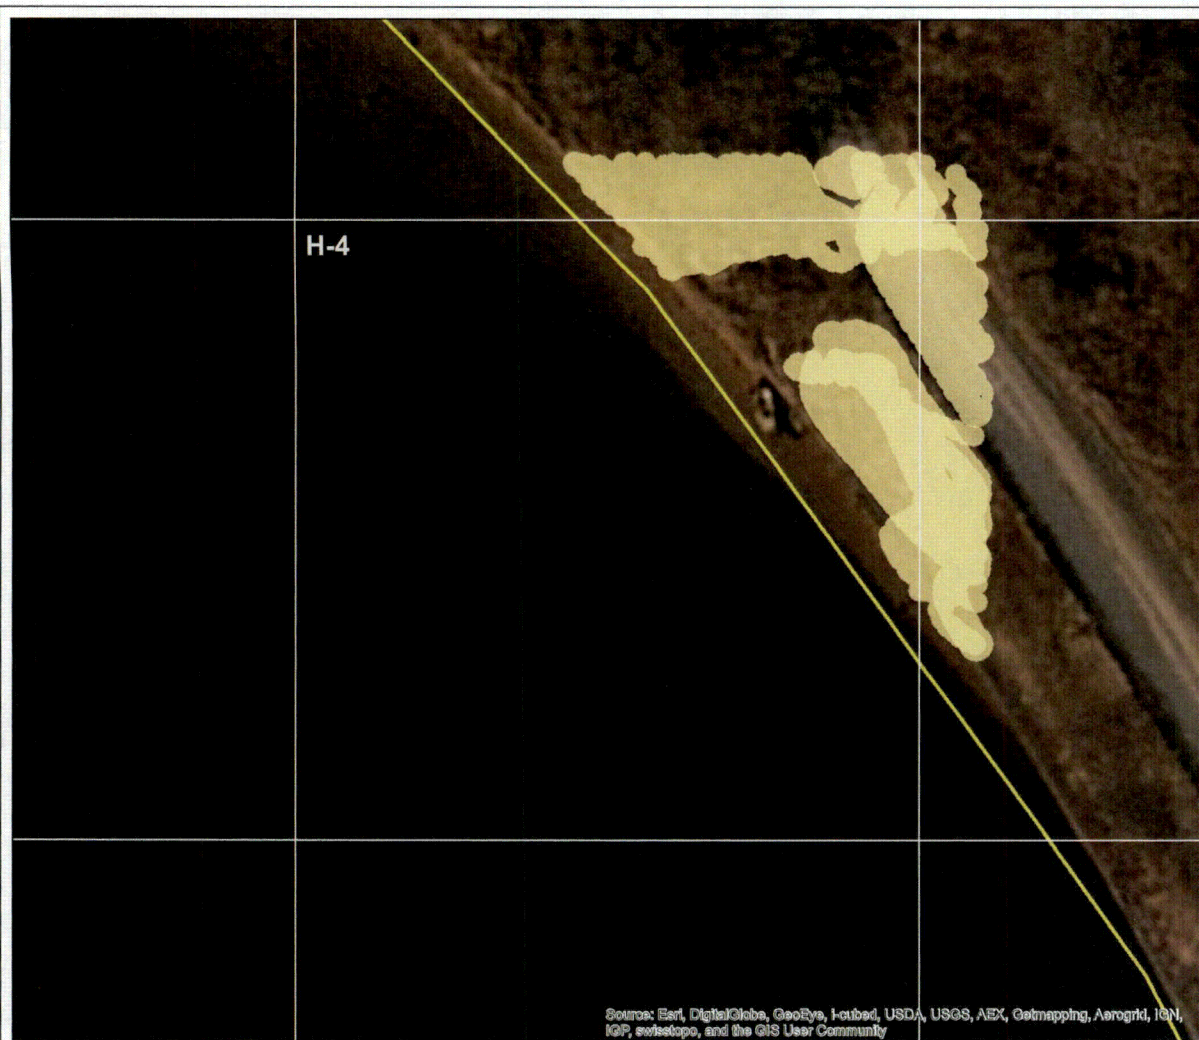 H-4
Source: Esri, DigitalGlobe, GeoEye, i-cubed, USDA, USGS, AEX, Getmapping, Aerogrid, IGN,
IGP, swisstopo, and the GIS User Community